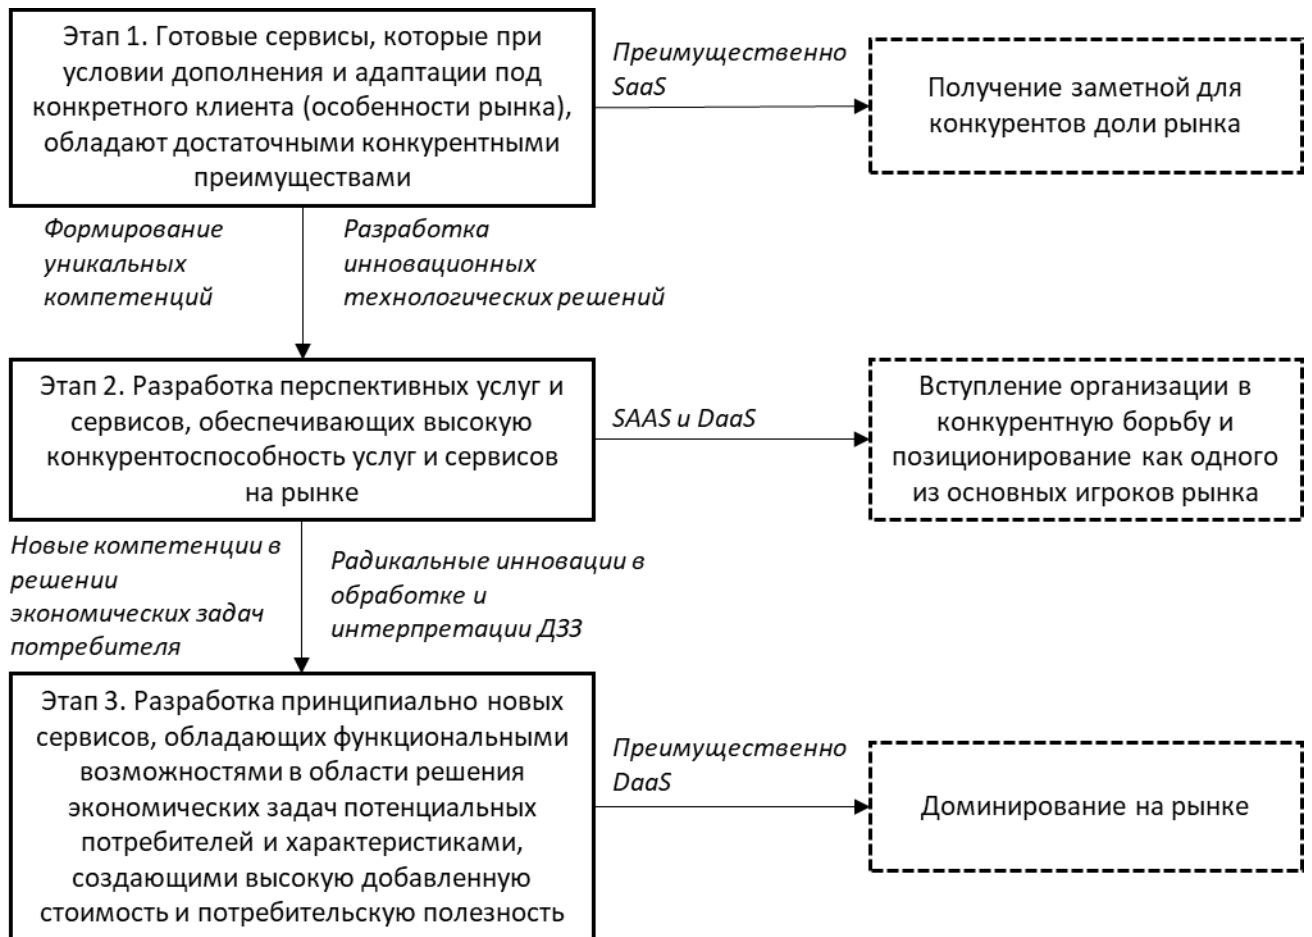 Этап 1. Готовые сервисы, которые при
условии дополнения и адаптации под
конкретного клиента (особенности рынка),
обладают достаточными конкурентными
преимуществами
Преимущественно
SaaS
Получение заметной для
конкурентов доли рынка
Формирование
уникальных
компетенций
Разработка
инновационных
технологических решений
Этап 2. Разработка перспективных услуг и
сервисов, обеспечивающих высокую
конкурентоспособность услуг и сервисов
на рынке
SAAS и DaaS
Вступление организации в
конкурентную борьбу и
позиционирование как одного
из основных игроков рынка
Новые компетенции в
решении
экономических задач
потребителя
Радикальные инновации в
обработке и
интерпретации ДЗЗ
Этап 3. Разработка принципиально новых
сервисов, обладающих функциональными
возможностями в области решения
экономических задач потенциальных
потребителей и характеристиками,
создающими высокую добавленную
стоимость и потребительскую полезность
Преимущественно
DaaS
Доминирование на рынке